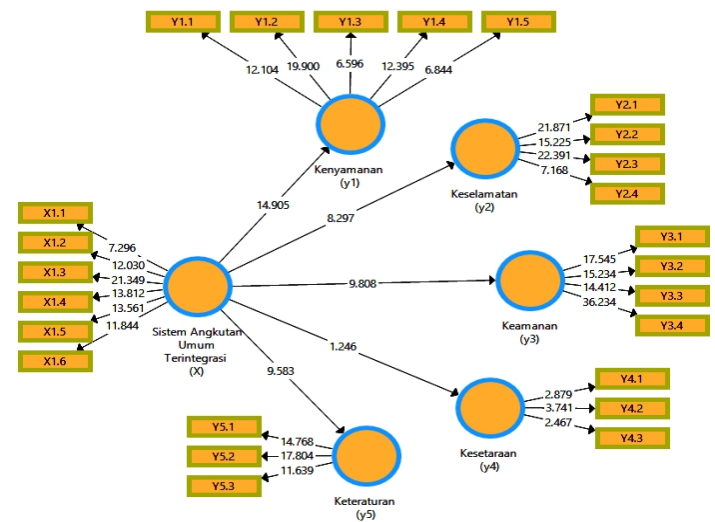 Y1.1 Y1.2 Y1.3 Y1.4 Y1.5
12.104 19.900 6.596 12.395 6.844
Kenyamanan
(y1)
Y2.1
Y2.2
Y2.3
Y2.4
21.871
15.225
22.391
7.168
Keselamatan
(y2)
14.905
8.297
X1.1
X1.2
X1.3
X1.4
X1.5
X1.6
7.296
12.030
21.349
13.812
13.561
11.844
Sistem Angkutan
Umum
Terintegrasi
(X)
9.808
Y3.1
Y3.2
Y3.3
Y3.4
17.545
15.234
14.412
36.234
Keamanan
(y3)
1.246
9.583
Y4.1
Y4.2
Y4.3
2.879
3.741
2.467
Kesetaraan
(y4)
Y5.1
Y5.2
Y5.3
14.768
17.804
11.639
Keteraturan
(y5)